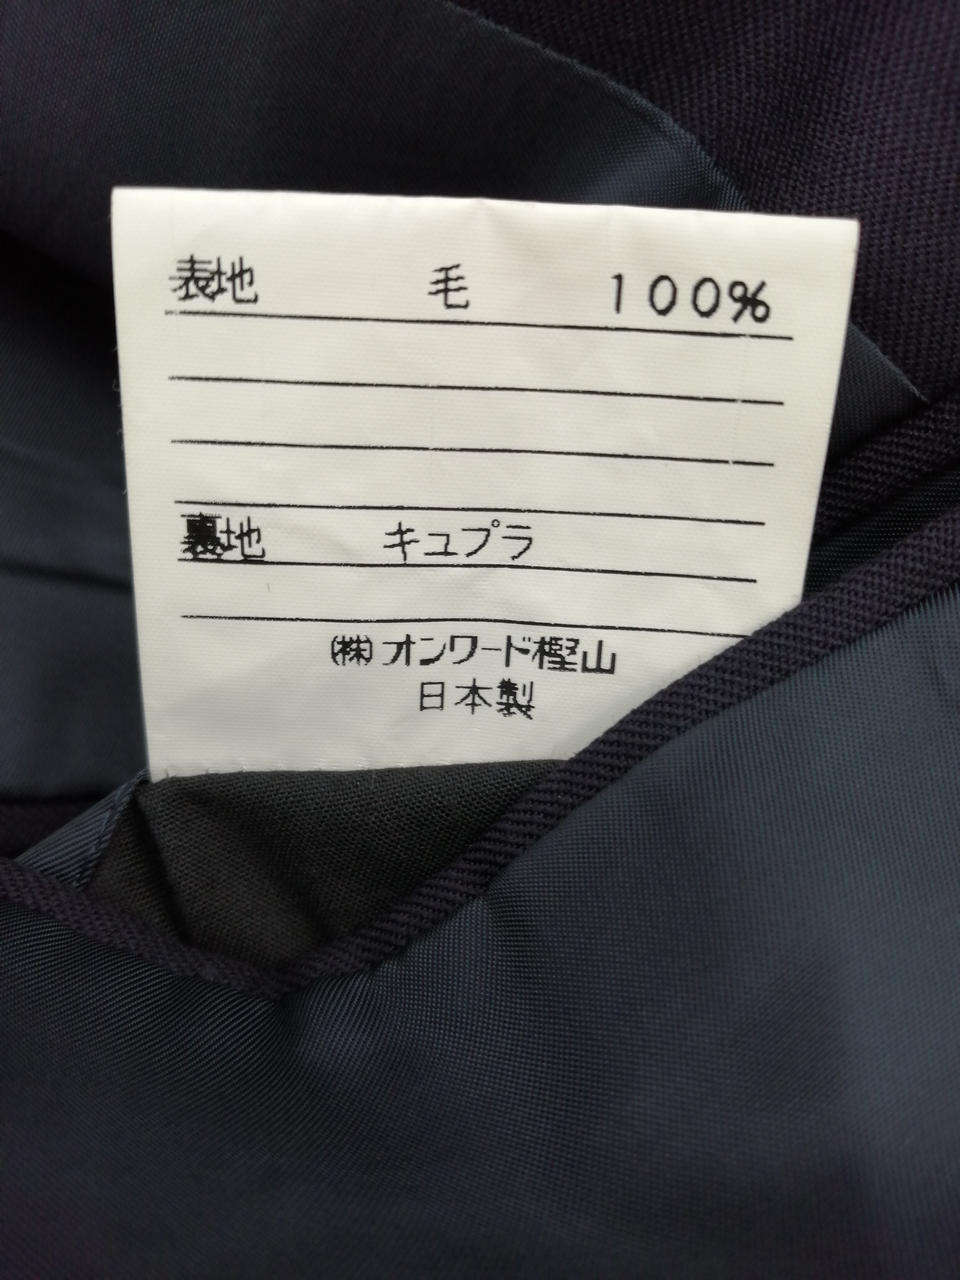 表地 毛 100%
裏地 キュプラ
(株)オンワード樫山
日本製